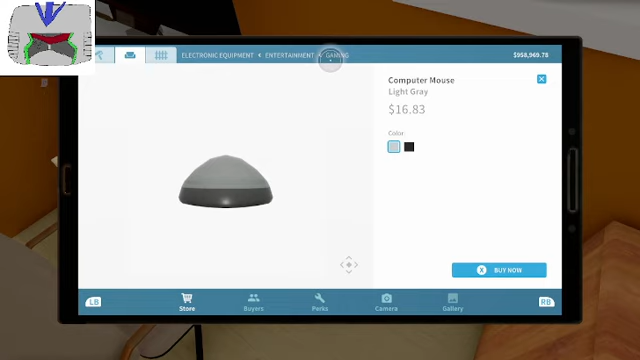 ELECTRONIC EQUIPMENT < ENTERTAINMENT < GAMING
$958,969.78
Computer Mouse
Light Gray
$16.83
Color
X BUY NOW
LB
Store
Buyers
Perks
Camera
Gallery
RB